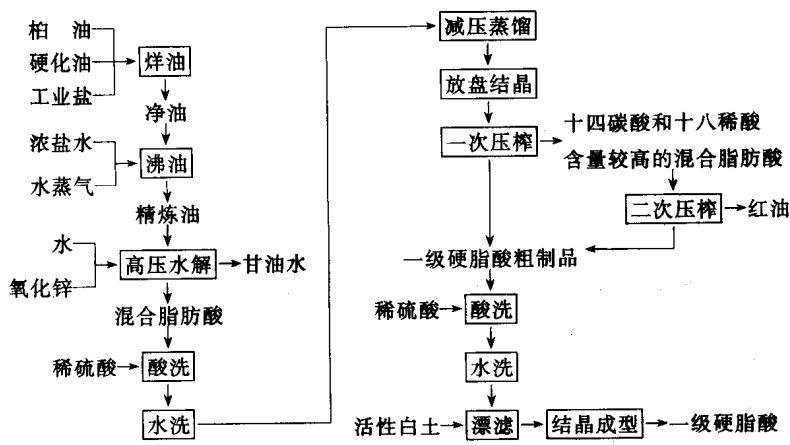 柏油
硬化油
工业盐
烊油
净油
浓盐水
水蒸气
沸油
精炼油
水
氧化锌
高压水解
甘油水
混合脂肪酸
稀硫酸
酸洗
水洗
减压蒸馏
放盘结晶
一次压榨
十四碳酸和十八稀酸
含量较高的混合脂肪酸
二次压榨
红油
一级硬脂酸粗制品
稀硫酸
酸洗
水洗
活性白土
漂滤
结晶成型
一级硬脂酸